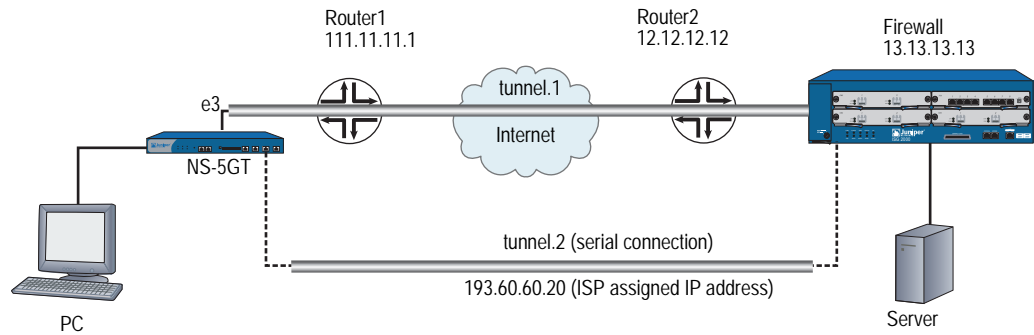 Router1
111.11.11.1
Router2
12.12.12.12
Firewall
13.13.13.13
e3
tunnel.1
Internet
Juniper
NS-5GT
tunnel.2 (serial connection)
193.60.60.20 (ISP assigned IP address)
PC
Server